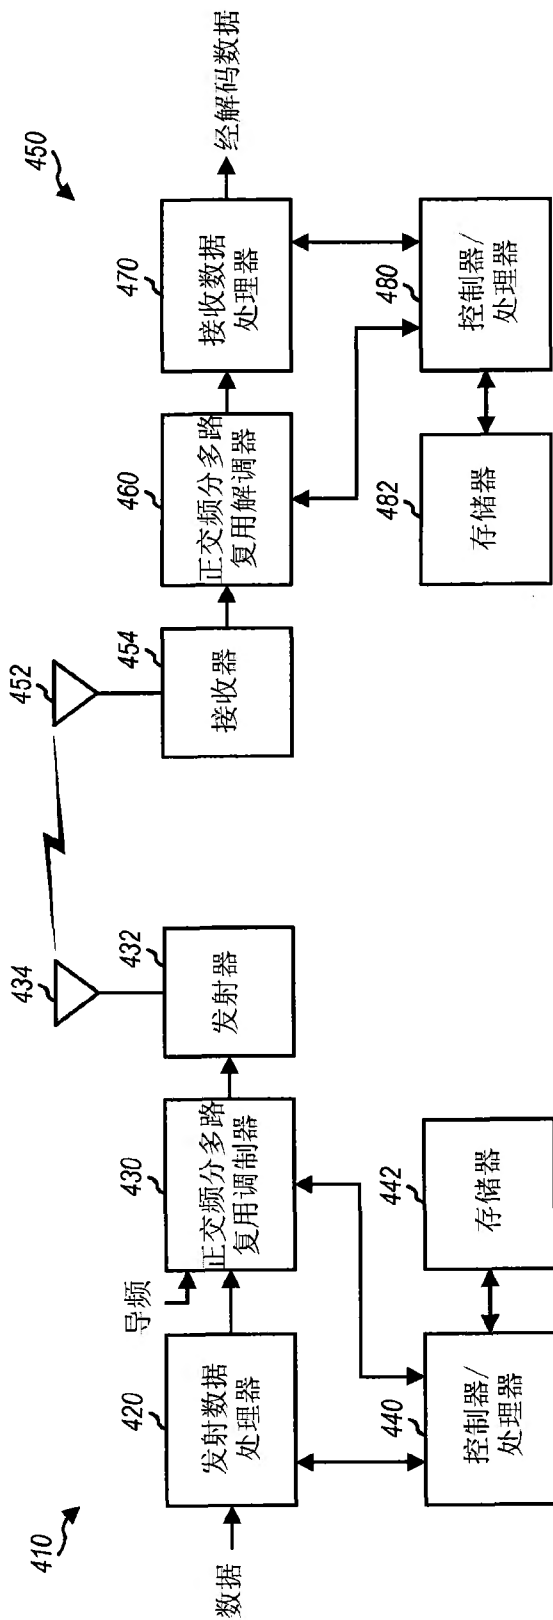 410
数据
420
发射数据
处理器
导频
430
正交频分多路
复用调制器
432
发射器
434
440
控制器/
处理器
442
存储器
450
452
454
接收器
460
正交频分多路
复用解调器
470
接收数据
处理器
经解码数据
480
控制器/
处理器
482
存储器